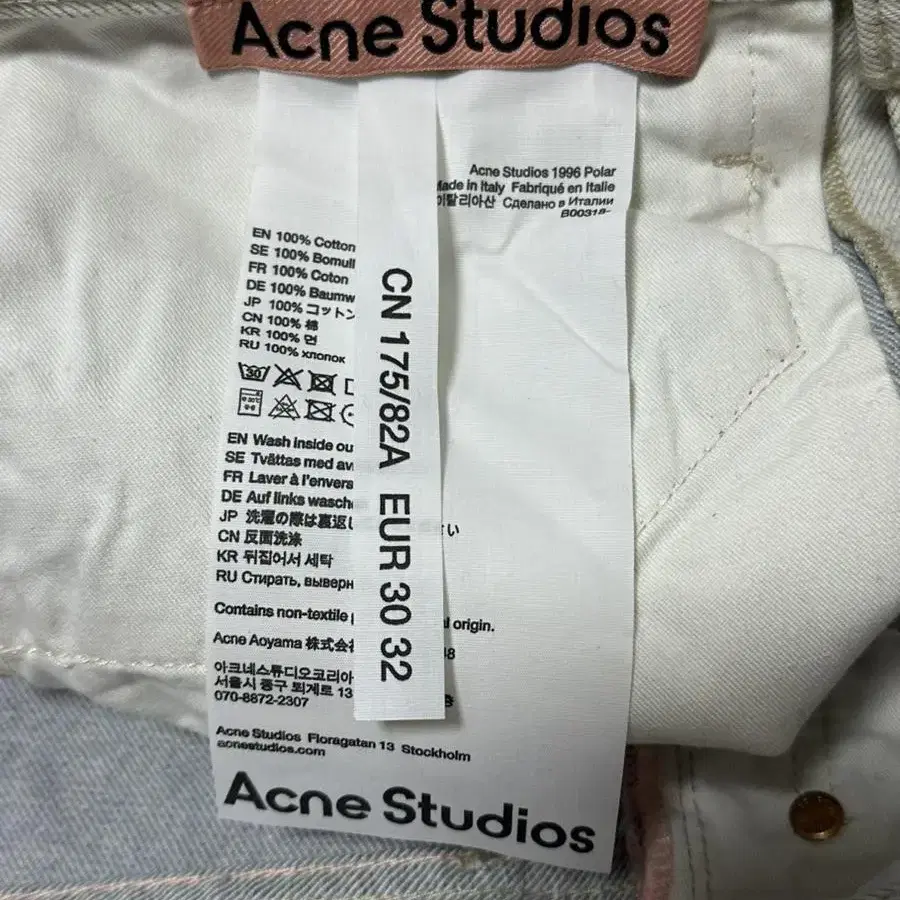 Acne Studios
Acne Studios 1996 Polar
Made in Italy Fabriqué en Italie
이탈리아산 Сделано в Италии
EN 100% Cotton
SE 100% Bomull
FR 100% Coton
DE 100% Baumw
JP 100% コットン
CN 100% 棉
KR 100% 면
RU 100% хлопок
30
CN 175/82A EUR 30 32
EN Wash inside ou
SE Tvättas med av
FR Laver à l'envers
DE Auf links wasch
JP 洗濯の際は裏返し
さい
CN 反面洗涤
KR 뒤집어서 세탁
RU Стирать, выверн
Contains non-textile
l origin.
Acne Aoyama 株式会
아크네스튜디오코리아
서울시 중구 퇴계로 13
070-8872-2307
Acne Studios Floragatan 13 Stockholm
acnestudios.com
Acne Studios